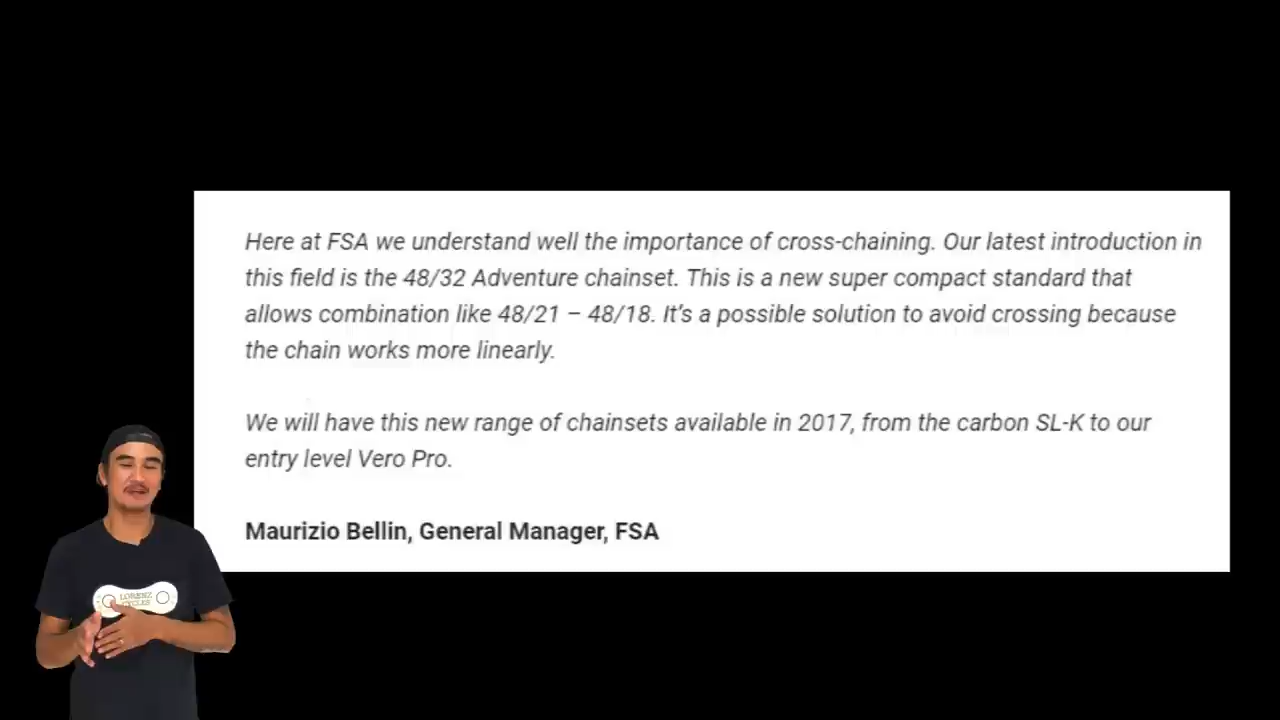 Here at FSA we understand well the importance of cross-chaining. Our latest introduction in
this field is the 48/32 Adventure chainset. This is a new super compact standard that
allows combination like 48/21 – 48/18. It's a possible solution to avoid crossing because
the chain works more linearly.
We will have this new range of chainsets available in 2017, from the carbon SL-K to our
entry level Vero Pro.
Maurizio Bellin, General Manager, FSA
LORENZ
CYCLES